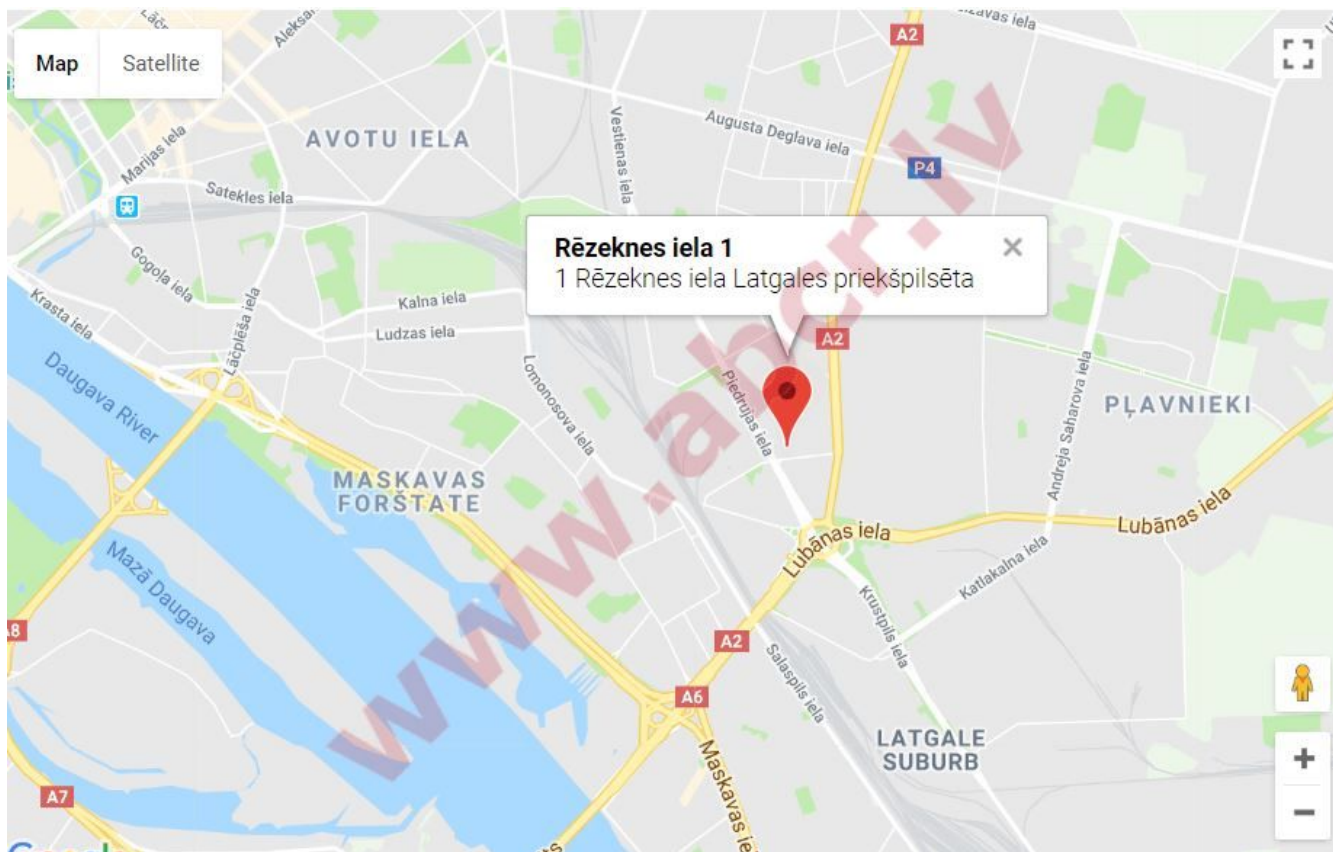 Map
Satellite
Aleksa
A2
Marijas iela
AVOTU IELA
Vestienas iela
Augusta Deglava iela
P4
Satekles iela
Rēzeknes iela 1
1 Rēzeknes iela Latgales priekšpilsēta
Gogoļa iela
Krasta iela
Lāčplēša iela
Kalna iela
Ludzas iela
A2
Daugava River
Lomonosova iela
Piedrujas iela
Andreja Saharova iela
PĻAVNIEKI
MASKAVAS
FORŠTATE
Lubānas iela
Lubānas iela
Mazā Daugava
Katlakalna iela
Krustpils iela
A8
A2
Salaspils iela
A6
LATGALE
SUBURB
Maskavas ie
A7
www.ahcr.lv